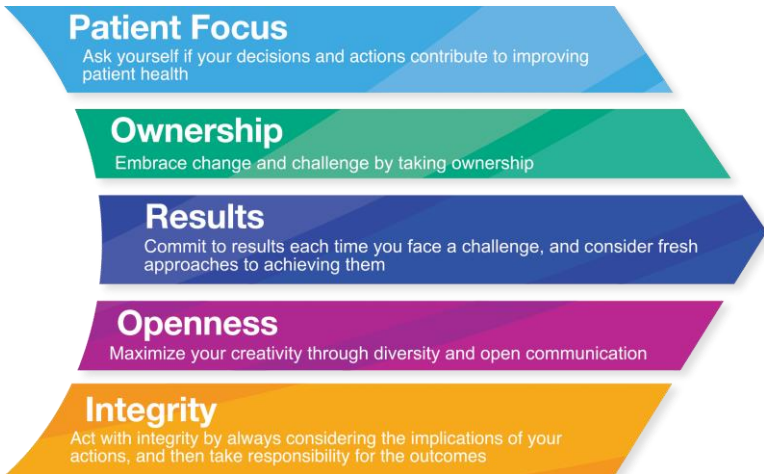 Patient Focus
Ask yourself if your decisions and actions contribute to improving
patient health
Ownership
Embrace change and challenge by taking ownership
Results
Commit to results each time you face a challenge, and consider fresh
approaches to achieving them
Openness
Maximize your creativity through diversity and open communication
Integrity
Act with integrity by always considering the implications of your
actions, and then take responsibility for the outcomes